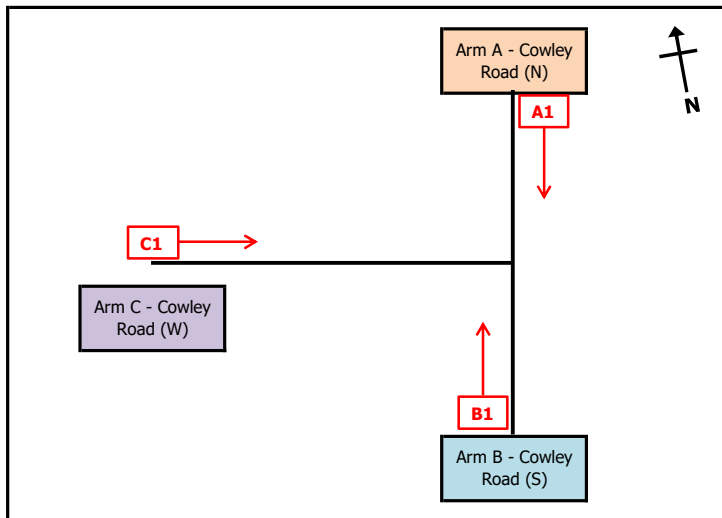 Arm A - Cowley
Road (N)
A1
N
C1
Arm C - Cowley
Road (W)
B1
Arm B - Cowley
Road (S)